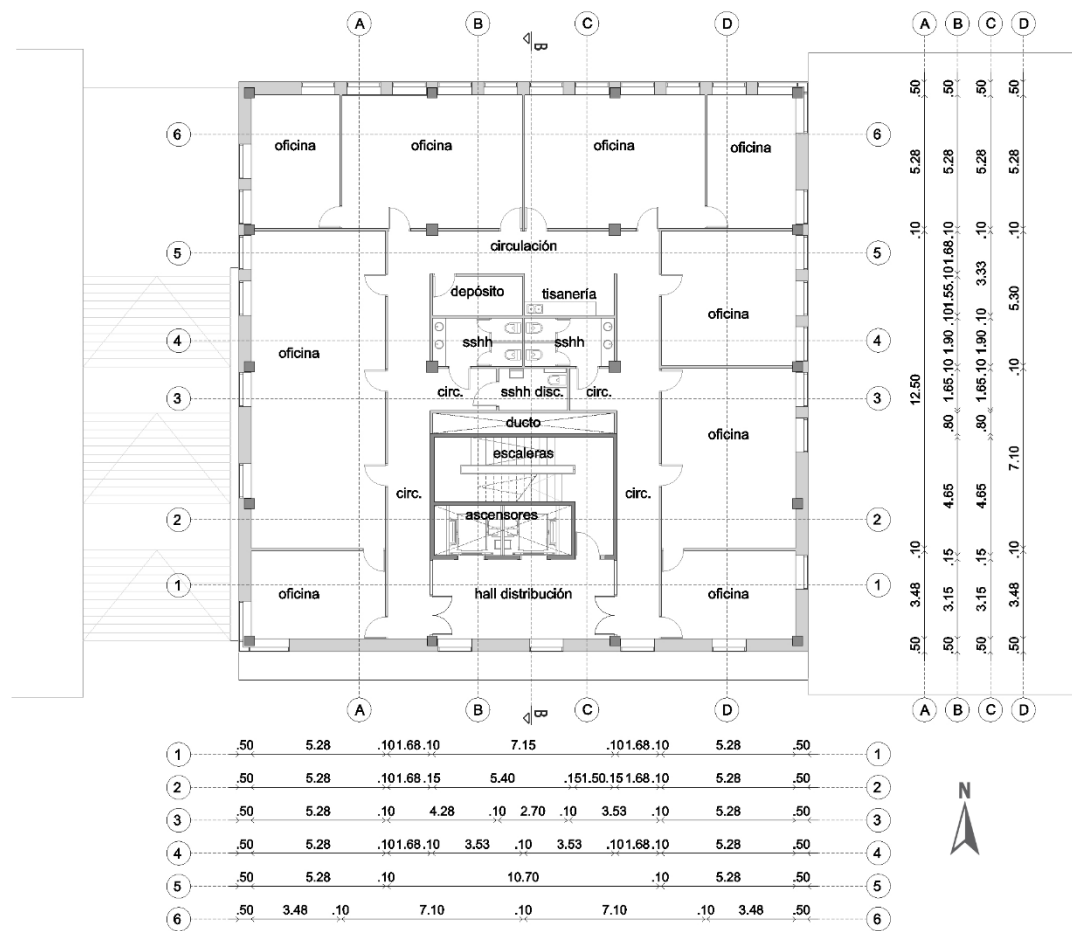 A B C D
B
A B C D
6 oficina oficina oficina oficina 6
5 circulación 5
depósito tisanería
oficina
4 sshh sshh 4
oficina
3 circ. sshh disc. circ. 3
ducto
oficina
escaleras
circ. circ.
2 ascensores 2
1 oficina hall distribución oficina 1
A B C D
B
A B C D
.50 5.28 .10 12.50 .10 3.48 .50
.50 5.28 .10 1.68 .10 1.55 .10 1.90 .10 1.65 .80 4.65 .15 3.15 .50
.50 5.28 .10 3.33 .10 1.90 .10 1.65 .80 4.65 .15 3.15 .50
.50 5.28 .10 5.30 .10 7.10 .10 3.48 .50
1 .50 5.28 .10 1.68 .10 7.15 .10 1.68 .10 5.28 .50 1
2 .50 5.28 .10 1.68 .15 5.40 .15 1.50 .15 1.68 .10 5.28 .50 2
3 .50 5.28 .10 4.28 .10 2.70 .10 3.53 .10 5.28 .50 3
4 .50 5.28 .10 1.68 .10 3.53 .10 3.53 .10 1.68 .10 5.28 .50 4
5 .50 5.28 .10 10.70 .10 5.28 .50 5
6 .50 3.48 .10 7.10 .10 7.10 .10 3.48 .50 6
N